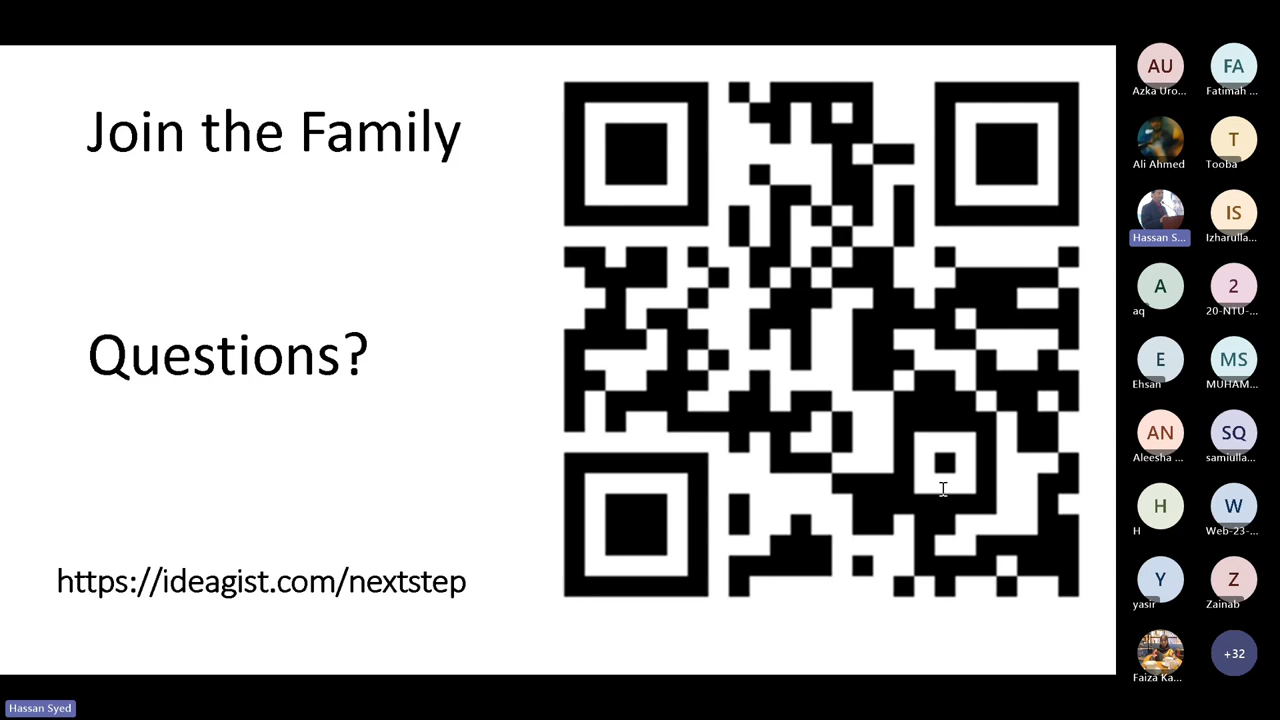 Join the Family
Questions?
https://ideagist.com/nextstep
AU
Azka Uro...
FA
Fatimah ...
Ali Ahmed
T
Tooba
Hassan S...
IS
Izharulla...
A
aq
2
20-NTU-...
E
Ehsan
MS
MUHAM...
AN
Aleesha ...
SQ
samiulla...
H
H
W
Web-23-...
Y
yasir
Z
Zainab
Faiza Ka...
+32
Hassan Syed